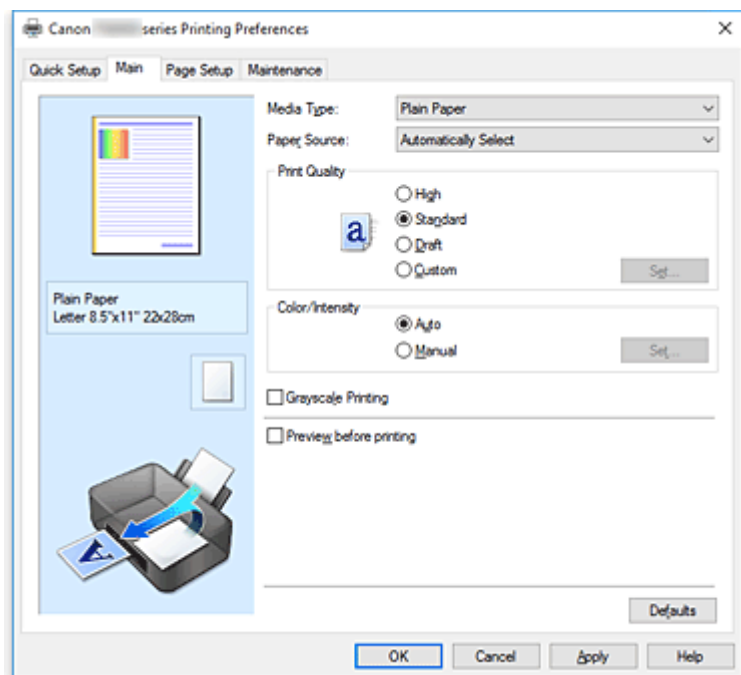 Canon series Printing Preferences
Quick Setup Main Page Setup Maintenance
Media Type: Plain Paper
Paper Source: Automatically Select
Print Quality
High
Standard
Draft
Custom Set...
a
Plain Paper
Letter 8.5"x11" 22x28cm
Color/Intensity
Auto
Manual Set...
Grayscale Printing
Preview before printing
A
Defaults
OK Cancel Apply Help